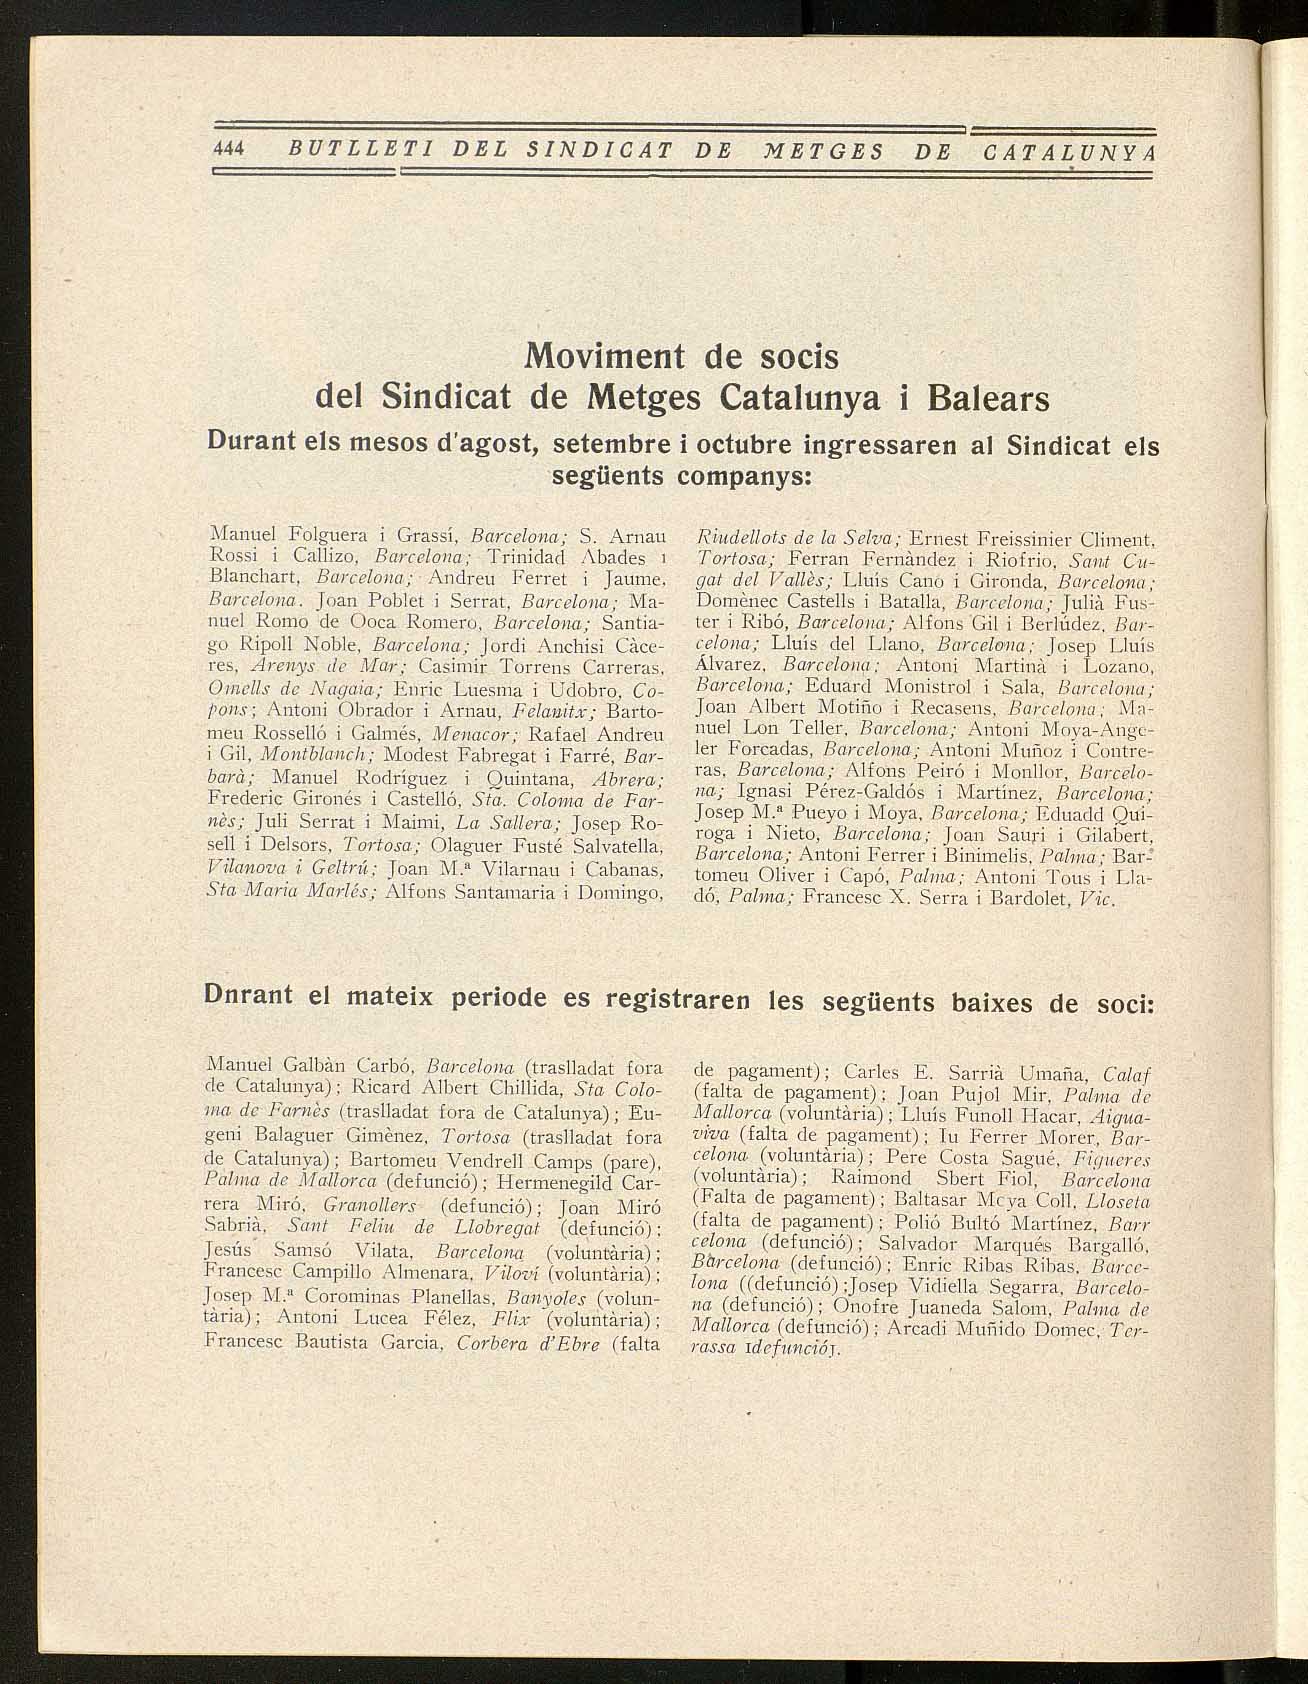 444 BUTLLETI DEL SINDICAT DE METGES DE CATALUNYA
Moviment de socis
del Sindicat de Metges Catalunya i Balears
Durant els mesos d'agost, setembre i octubre ingressaren al Sindicat els
següents companys:
Manuel Folguera i Grassí, Barcelona; S. Arnau
Rossi i Callizo, Barcelona; Trinidad Abades i
Blanchart, Barcelona; Andreu Ferret i Jaume,
Barcelona. Joan Poblet i Serrat, Barcelona; Ma-
nuel Romo de Ooca Romero, Barcelona; Santia-
go Ripoll Noble, Barcelona; Jordi Anchisi Càce-
res, Arenys de Mar; Casimir Torrens Carreras,
Omells de Nagaia; Enric Luesma i Udobro, Co-
pons; Antoni Obrador i Arnau, Felanitx; Barto-
meu Rosselló i Galmés, Menacor; Rafael Andreu
i Gil, Montblanch; Modest Fabregat i Farré, Bar-
barà; Manuel Rodríguez i Quintana, Abrera;
Frederic Gironés i Castelló, Sta. Coloma de Far-
nès; Juli Serrat i Maimi, La Sallera; Josep Ro-
sell i Delsors, Tortosa; Olaguer Fusté Salvatella,
Vilanova i Geltrú; Joan M.ª Vilarnau i Cabanas,
Sta Maria Marlés; Alfons Santamaria i Domingo,
Riudellots de la Selva; Ernest Freissinier Climent,
Tortosa; Ferran Fernàndez i Riofrio, Sant Cu-
gat del Vallès; Lluís Canó i Gironda, Barcelona;
Domènec Castells i Batalla, Barcelona; Julià Fus-
ter i Ribó, Barcelona; Alfons Gil i Berlúdez, Bar-
celona; Lluís del Llano, Barcelona; Josep Lluís
Álvarez, Barcelona; Antoni Martinà i Lozano,
Barcelona; Eduard Monistrol i Sala, Barcelona;
Joan Albert Motiño i Recasens, Barcelona; Ma-
nuel Lon Teller, Barcelona; Antoni Moya-Ange-
ler Forcadas, Barcelona; Antoni Muñoz i Contre-
ras, Barcelona; Alfons Peiró i Monllor, Barcelo-
na; Ignasi Pérez-Galdós i Martínez, Barcelona;
Josep M.ª Pueyo i Moya, Barcelona; Eduadd Quí-
roga i Nieto, Barcelona; Joan Sauri i Gilabert,
Barcelona; Antoni Ferrer i Binimelis, Palma; Bar-
tomeu Oliver i Capó, Palma; Antoni Tous i Lla-
dó, Palma; Francesc X. Serra i Bardolet, Vic.
Dnrant el mateix periode es registraren les següents baixes de soci:
Manuel Galbàn Carbó, Barcelona (traslladat fora
de Catalunya); Ricard Albert Chillida, Sta Colo-
ma de Farnès (traslladat fora de Catalunya); Eu-
geni Balaguer Gimènez, Tortosa (traslladat fora
de Catalunya); Bartomeu Vendrell Camps (pare),
Palma de Mallorca (defunció); Hermenegild Car-
rera Miró, Granollers (defunció); Joan Miró
Sabrià, Sant Feliu de Llobregat (defunció);
Jesús Samsó Vilata, Barcelona (voluntària);
Francesc Campillo Almenara, Viloví (voluntària);
Josep M.ª Corominas Planellas, Banyoles (volun-
tària); Antoni Lucea Félez, Flix (voluntària);
Francesc Bautista Garcia, Corbera d'Ebre (falta
de pagament); Carles E. Sarrià Umaña, Calaf
(falta de pagament); Joan Pujol Mir, Palma de
Mallorca (voluntària); Lluís Funoll Hacar, Aigua-
viva (falta de pagament); Iu Ferrer Morer, Bar-
celona (voluntària); Pere Costa Sagué, Figueres
(voluntària); Raimond Sbert Fiol, Barcelona
(Falta de pagament); Baltasar Moya Coll, Lloseta
(falta de pagament); Polió Bultó Martínez, Barr
celona (defunció); Salvador Marqués Bargalló,
Barcelona (defunció); Enric Ribas Ribas, Barce-
lona ((defunció);Josep Vidiella Segarra, Barcelo-
na (defunció); Onofre Juaneda Salom, Palma de
Mallorca (defunció); Arcadi Muñido Domec, Ter-
rassa ıdefuncióȷ.